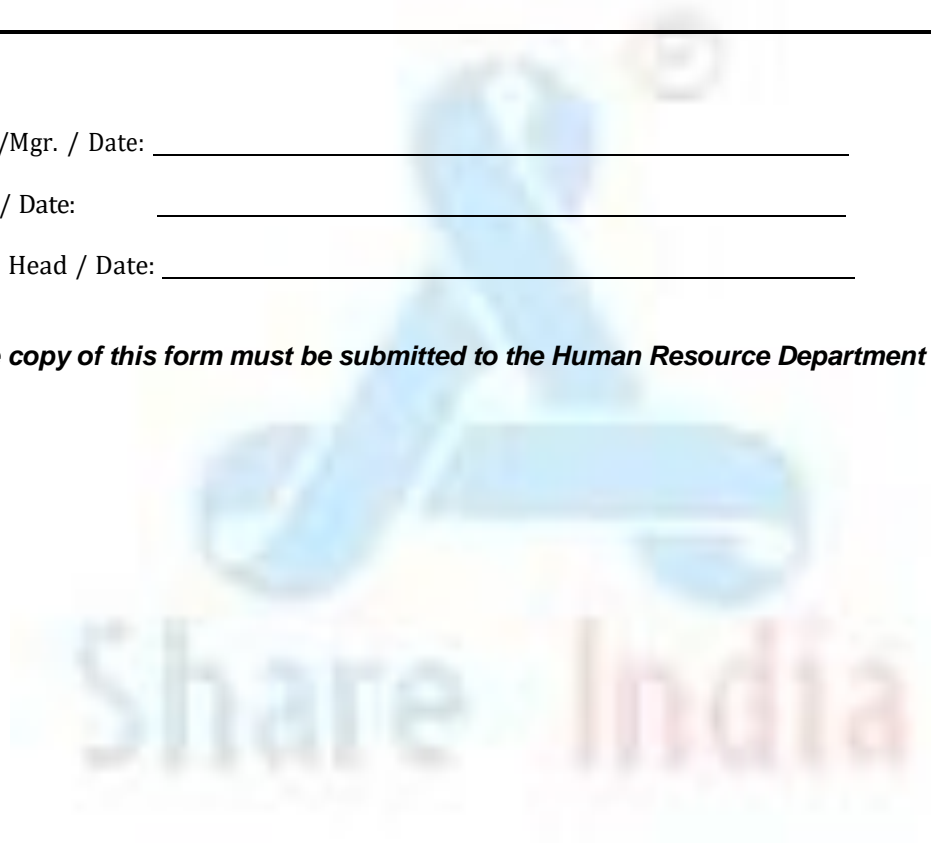 /Mgr. / Date:
/ Date:
Head / Date:
copy of this form must be submitted to the Human Resource Department
Share India